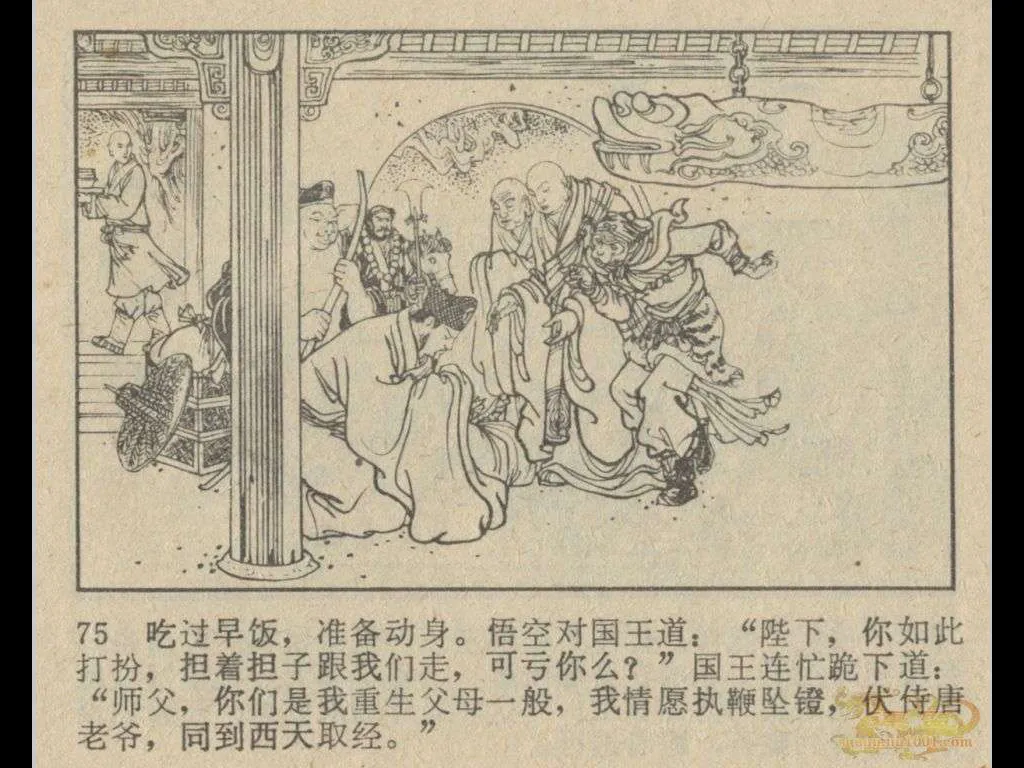 75 吃过早饭，准备动身。悟空对国王道：“陛下，你如此
打扮，担着担子跟我们走，可亏你么？”国王连忙跪下道：
“师父，你们是我重生父母一般，我情愿执鞭坠镫，伏侍唐
老爷，同到西天取经。”